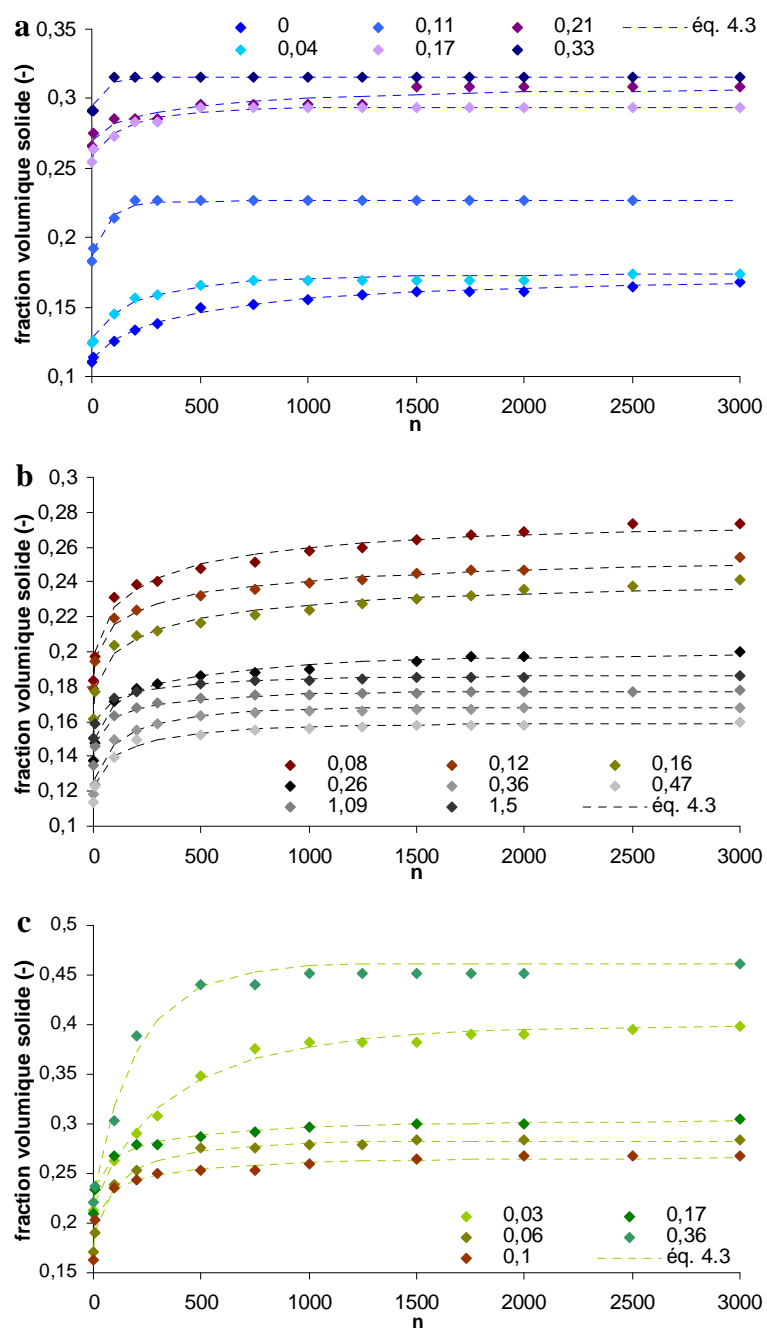 a
0 0,11 0,21 éq. 4.3
0,04 0,17 0,33
fraction volumique solide (-)
0,35
0,3
0,25
0,2
0,15
0,1
0 500 1000 1500 2000 2500 3000
n
b
fraction volumique solide (-)
0,3
0,28
0,26
0,24
0,22
0,2
0,18
0,16
0,14
0,12
0,1
0,08 0,12 0,16
0,26 0,36 0,47
1,09 1,5 éq. 4.3
0 500 1000 1500 2000 2500 3000
n
c
fraction volumique solide (-)
0,5
0,45
0,4
0,35
0,3
0,25
0,2
0,15
0,03 0,17
0,06 0,36
0,1 éq. 4.3
0 500 1000 1500 2000 2500 3000
n